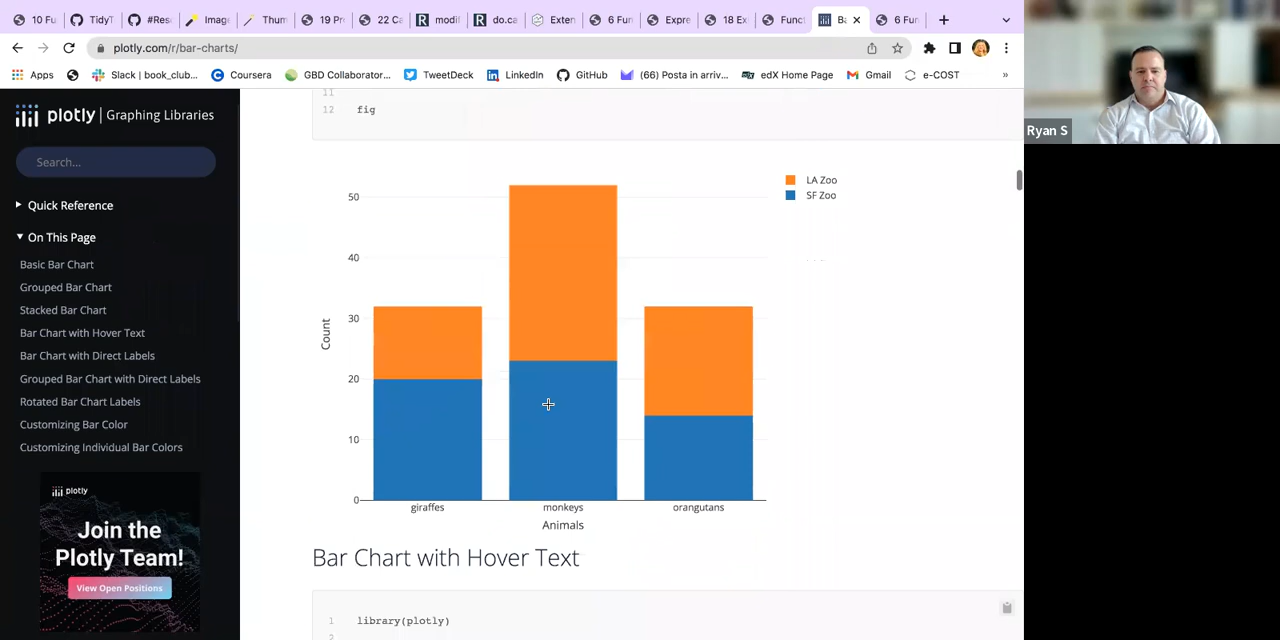 10 Fu
TidyT
#Res
Image
Thum
19 Pr
22 C
modif
do.ca
Exten
6 Fun
Expre
18 Ex
Funct
Ba
6 Fun
plotly.com/r/bar-charts/
Apps
Slack | book_club...
Coursera
GBD Collaborator...
TweetDeck
LinkedIn
GitHub
(66) Posta in arriv...
edX Home Page
Gmail
e-COST
»
plotly | Graphing Libraries
Search...
Quick Reference
On This Page
Basic Bar Chart
Grouped Bar Chart
Stacked Bar Chart
Bar Chart with Hover Text
Bar Chart with Direct Labels
Grouped Bar Chart with Direct Labels
Rotated Bar Chart Labels
Customizing Bar Color
Customizing Individual Bar Colors
plotly
Join the
Plotly Team!
View Open Positions
11
12 fig
LA Zoo
SF Zoo
50
40
30
20
10
0
Count
giraffes
monkeys
orangutans
Animals
Bar Chart with Hover Text
1 library(plotly)
2
Ryan S